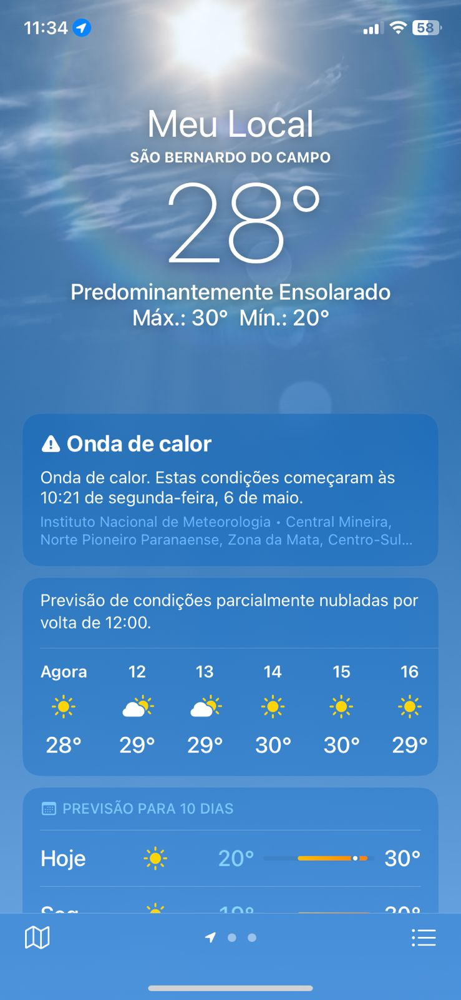 11:34
58
Meu Local
SÃO BERNARDO DO CAMPO
28°
Predominantemente Ensolarado
Máx.: 30° Mín.: 20°
Onda de calor
Onda de calor. Estas condições começaram às
10:21 de segunda-feira, 6 de maio.
Instituto Nacional de Meteorologia • Central Mineira,
Norte Pioneiro Paranaense, Zona da Mata, Centro-Sul...
Previsão de condições parcialmente nubladas por
volta de 12:00.
Agora 12 13 14 15 16
28° 29° 29° 30° 30° 29°
PREVISÃO PARA 10 DIAS
Hoje 20° 30°
Seg 19° 30°